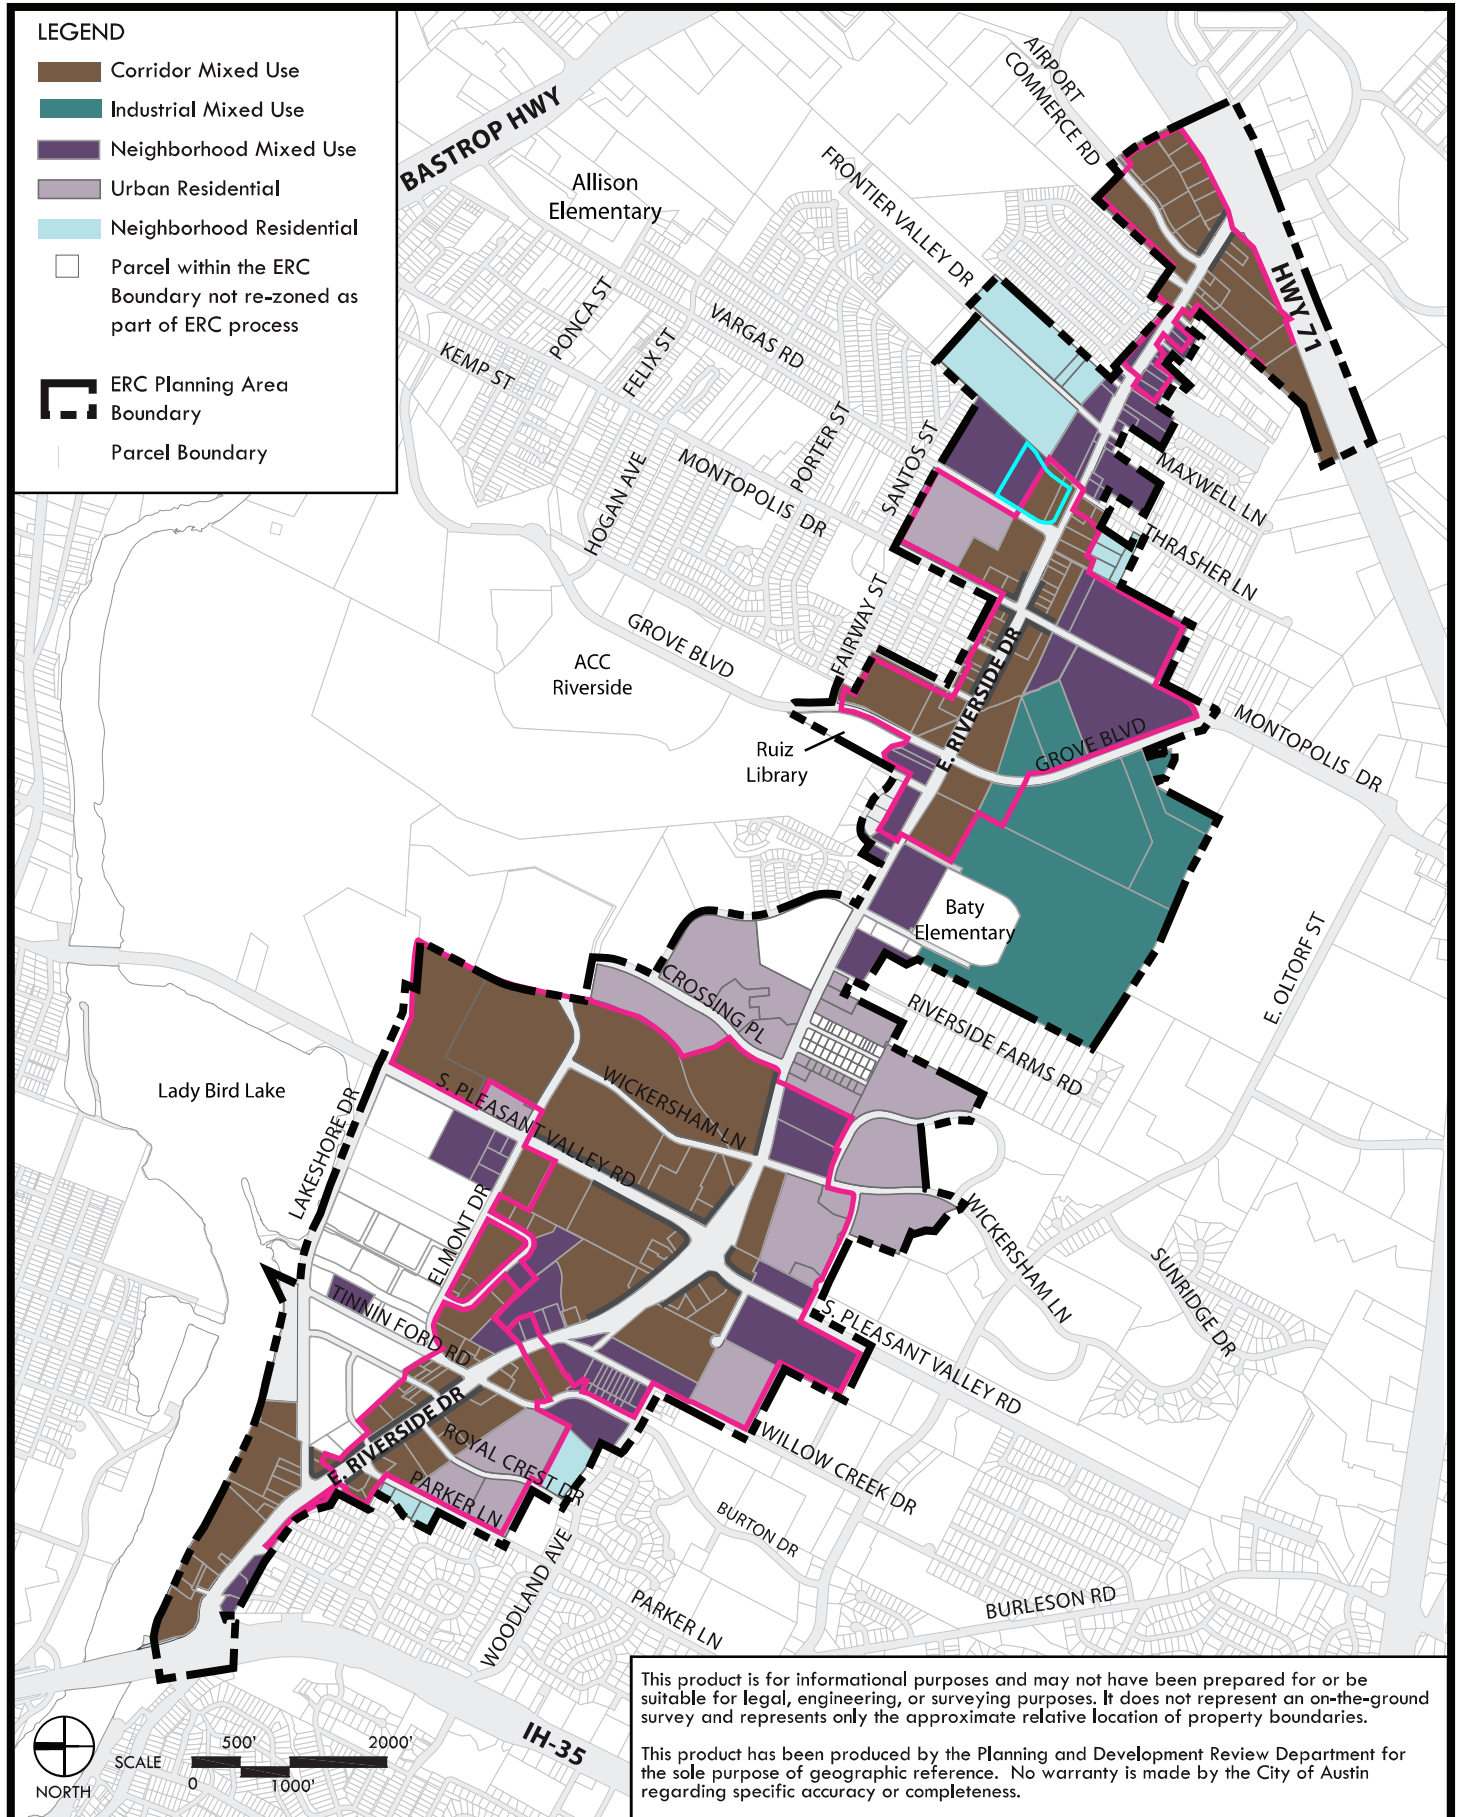 LEGEND
Corridor Mixed Use
Industrial Mixed Use
Neighborhood Mixed Use
Urban Residential
Neighborhood Residential
Parcel within the ERC
Boundary not re-zoned as
part of ERC process
ERC Planning Area
Boundary
Parcel Boundary
BASTROP HWY
AIRPORT
COMMERCE RD
Allison
Elementary
FRONTIER VALLEY DR
HWY 71
PONCA ST
VARGAS RD
FELIX ST
KEMP ST
PORTER ST
SANTOS ST
MONTOPOLIS DR
HOGAN AVE
MAXWELL LN
THRASHER LN
FAIRWAY ST
GROVE BLVD
ACC
Riverside
E. RIVERSIDE DR
Ruiz
Library
GROVE BLVD
MONTOPOLIS DR
Baty
Elementary
E. OLTORF ST
CROSSING PL
RIVERSIDE FARMS RD
Lady Bird Lake
LAKESHORE DR
S. PLEASANT VALLEY RD
WICKERSHAM LN
ELMONT DR
WICKERSHAM LN
SUNRIDGE DR
TINNIN FORD RD
S. PLEASANT VALLEY RD
E. RIVERSIDE DR
ROYAL CREST DR
PARKER LN
WILLOW CREEK DR
BURTON DR
WOODLAND AVE
PARKER LN
BURLESON RD
IH-35
NORTH
SCALE
500'
2000'
0
1000'
This product is for informational purposes and may not have been prepared for or be
suitable for legal, engineering, or surveying purposes. It does not represent an on-the-ground
survey and represents only the approximate relative location of property boundaries.
This product has been produced by the Planning and Development Review Department for
the sole purpose of geographic reference. No warranty is made by the City of Austin
regarding specific accuracy or completeness.